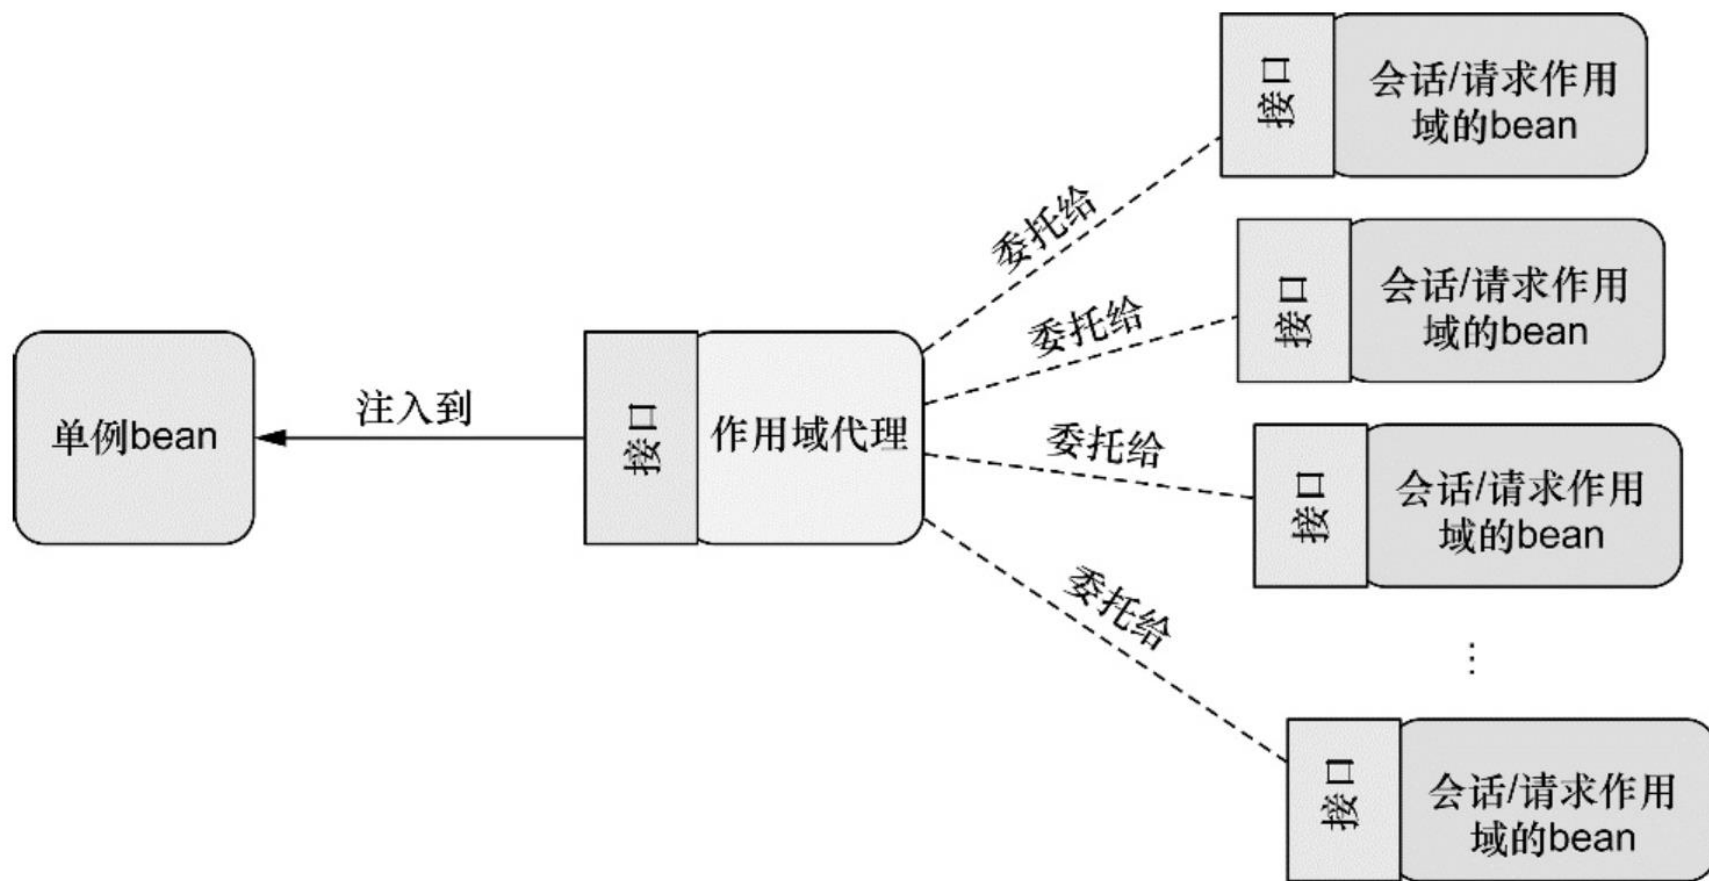 单例bean
注入到
接口
作用域代理
委托给
接口
会话/请求作用
域的bean
委托给
接口
会话/请求作用
域的bean
委托给
接口
会话/请求作用
域的bean
⋮
委托给
接口
会话/请求作用
域的bean